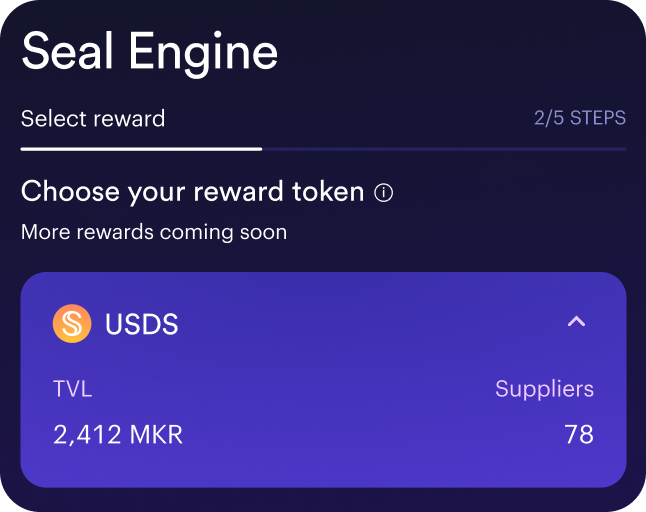 Seal Engine
Select reward 2/5 STEPS
Choose your reward token
More rewards coming soon
USDS
TVL Suppliers
2,412 MKR 78